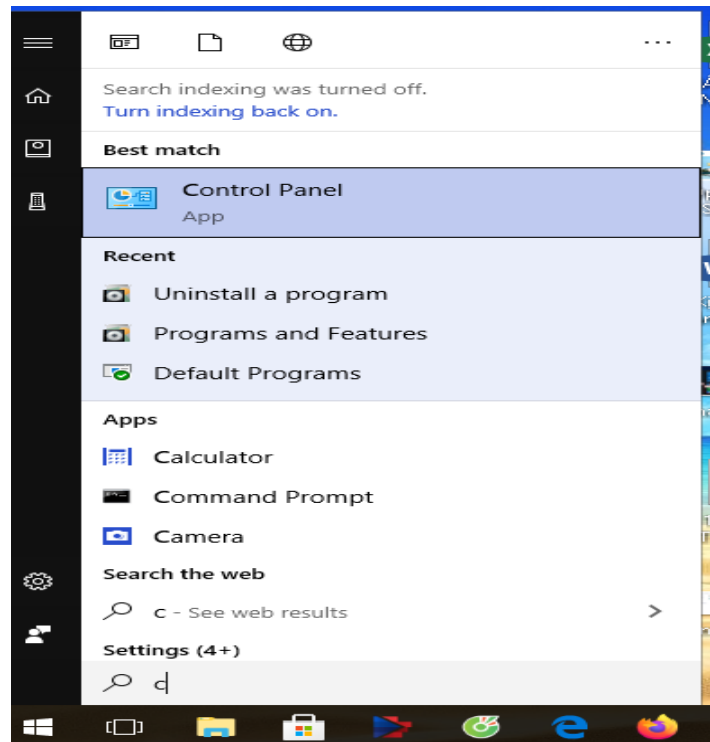 Search indexing was turned off.
Turn indexing back on.
Best match
Control Panel
App
Recent
Uninstall a program
Programs and Features
Default Programs
Apps
Calculator
Command Prompt
Camera
Search the web
c - See web results
Settings (4+)
c